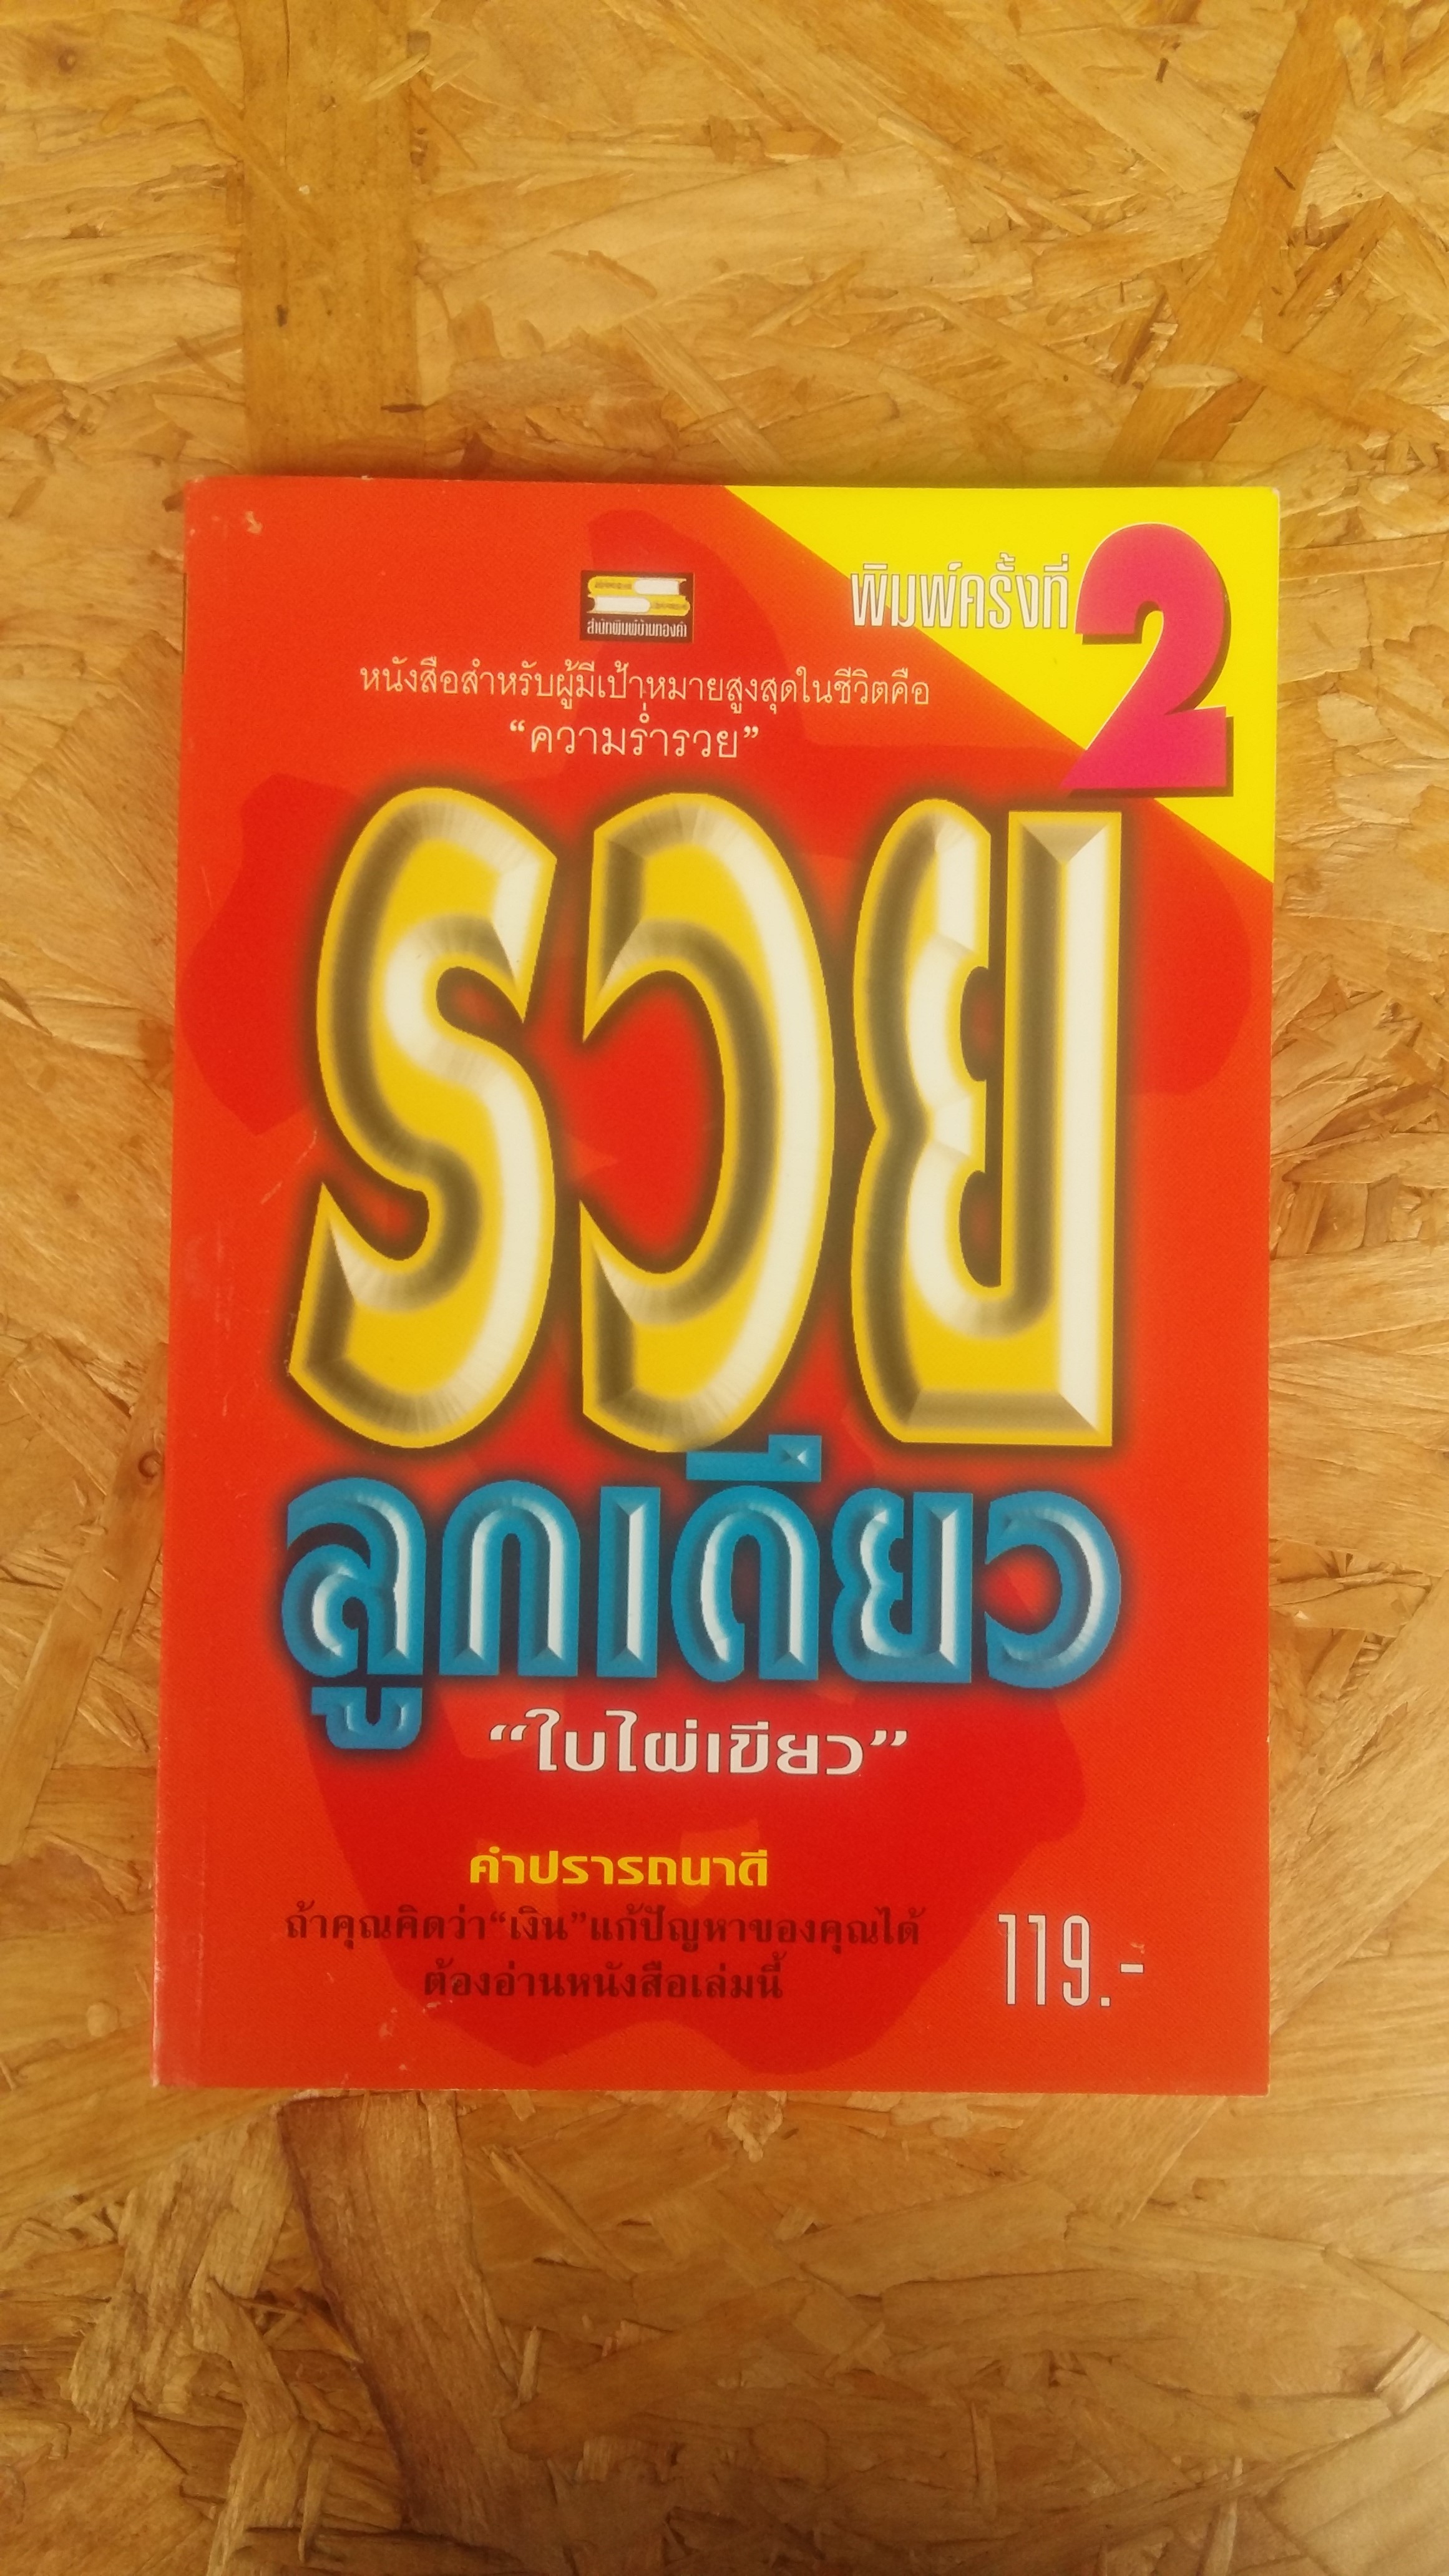 พิมพ์ครั้งที่ 2
สำนักพิมพ์บ้านทองคำ
หนังสือสำหรับผู้มีเป้าหมายสูงสุดในชีวิตคือ
“ความร่ำรวย”
รวย
ลูกเดียว
“ใบไผ่เขียว”
คำปรารถนาดี
ถ้าคุณคิดว่า“เงิน”แก้ปัญหาของคุณได้
ต้องอ่านหนังสือเล่มนี้
119.-